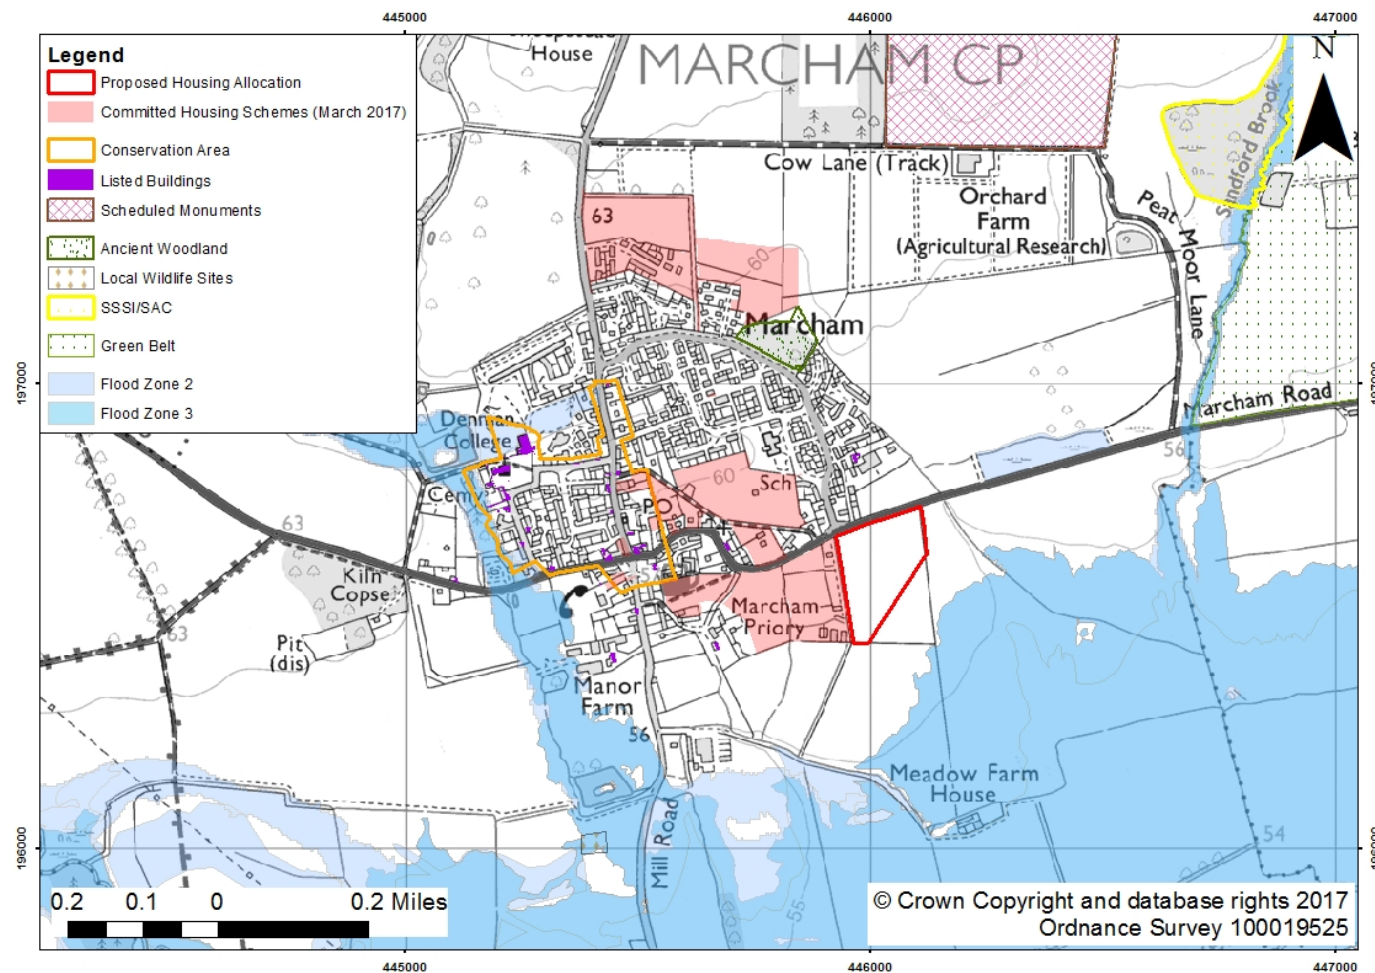 445000
446000
447000
Legend
Proposed Housing Allocation
Committed Housing Schemes (March 2017)
Conservation Area
Listed Buildings
Scheduled Monuments
Ancient Woodland
Local Wildlife Sites
SSSI/SAC
Green Belt
Flood Zone 2
Flood Zone 3
House
MARCHAM CP
N
Sandford Brook
Cow Lane (Track)
Orchard
Farm
(Agricultural Research)
Peat Moor Lane
63
60
Marcham
197000
Marcham Road
56
Denman
College
Cemy
60
Sch
PO
63
Kiln
Copse
Pit
(dis)
63
Marcham
Priory
Manor
Farm
56
Meadow Farm
House
Mill Road
54
55
196000
0.2 0.1 0 0.2 Miles
© Crown Copyright and database rights 2017
Ordnance Survey 100019525
445000
446000
447000